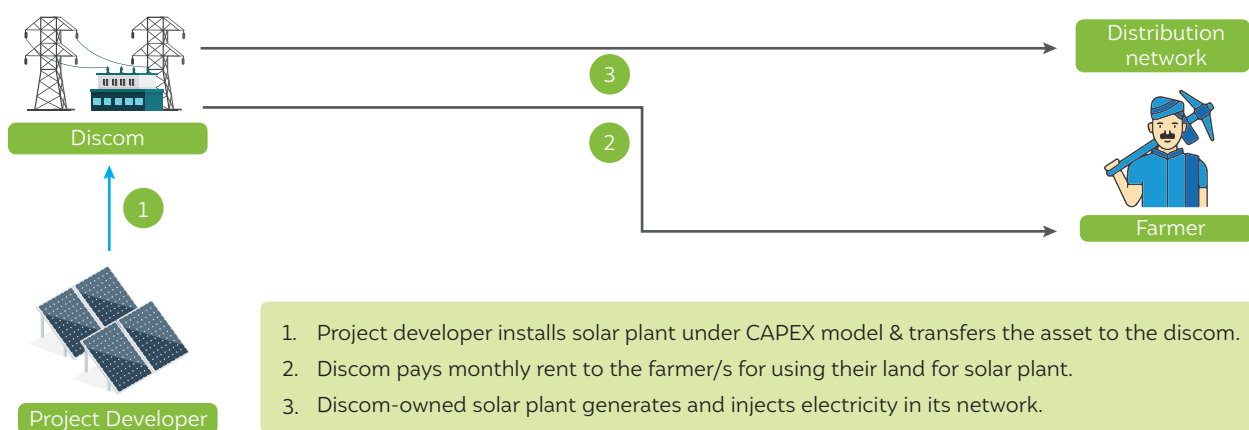 Distribution
network
3
Discom
2
1
Farmer
Project Developer
1. Project developer installs solar plant under CAPEX model & transfers the asset to the discom.
2. Discom pays monthly rent to the farmer/s for using their land for solar plant.
3. Discom-owned solar plant generates and injects electricity in its network.